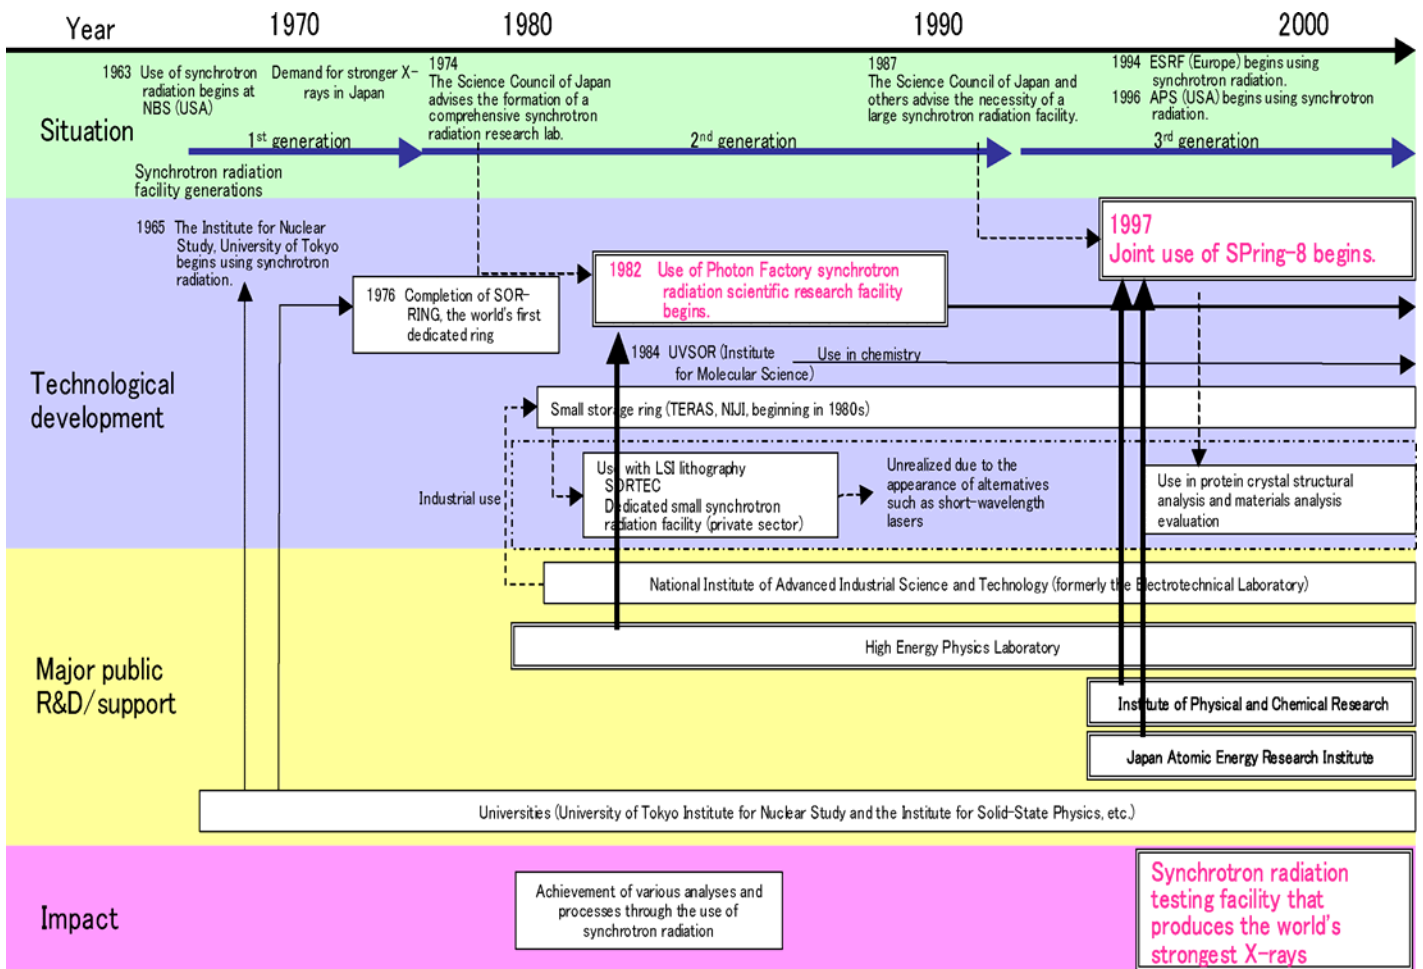 Year
1970
1980
1990
2000
Situation
1963 Use of synchrotron
radiation begins at
NBS (USA)
Demand for stronger X-
rays in Japan
1974
The Science Council of Japan
advises the formation of a
comprehensive synchrotron
radiation research lab.
1987
The Science Council of Japan and
others advise the necessity of a
large synchrotron radiation facility.
1994 ESRF (Europe) begins using
synchrotron radiation.
1996 APS (USA) begins using synchrotron
radiation.
1st generation
2nd generation
3rd generation
Synchrotron radiation
facility generations
Technological
development
1965 The Institute for Nuclear
Study, University of Tokyo
begins using synchrotron
radiation.
1976 Completion of SOR-
RING, the world's first
dedicated ring
1982 Use of Photon Factory synchrotron
radiation scientific research facility
begins.
1997
Joint use of SPring-8 begins.
1984 UVSOR (Institute
for Molecular Science)
Use in chemistry
Small storage ring (TERAS, NIJI, beginning in 1980s)
Industrial use
Use with LSI lithography
SORTEC
Dedicated small synchrotron
radiation facility (private sector)
Unrealized due to the
appearance of alternatives
such as short-wavelength
lasers
Use in protein crystal structural
analysis and materials analysis
evaluation
Major public
R&D/support
National Institute of Advanced Industrial Science and Technology (formerly the Electrotechnical Laboratory)
High Energy Physics Laboratory
Institute of Physical and Chemical Research
Japan Atomic Energy Research Institute
Universities (University of Tokyo Institute for Nuclear Study and the Institute for Solid-State Physics, etc.)
Impact
Achievement of various analyses and
processes through the use of
synchrotron radiation
Synchrotron radiation
testing facility that
produces the world's
strongest X-rays